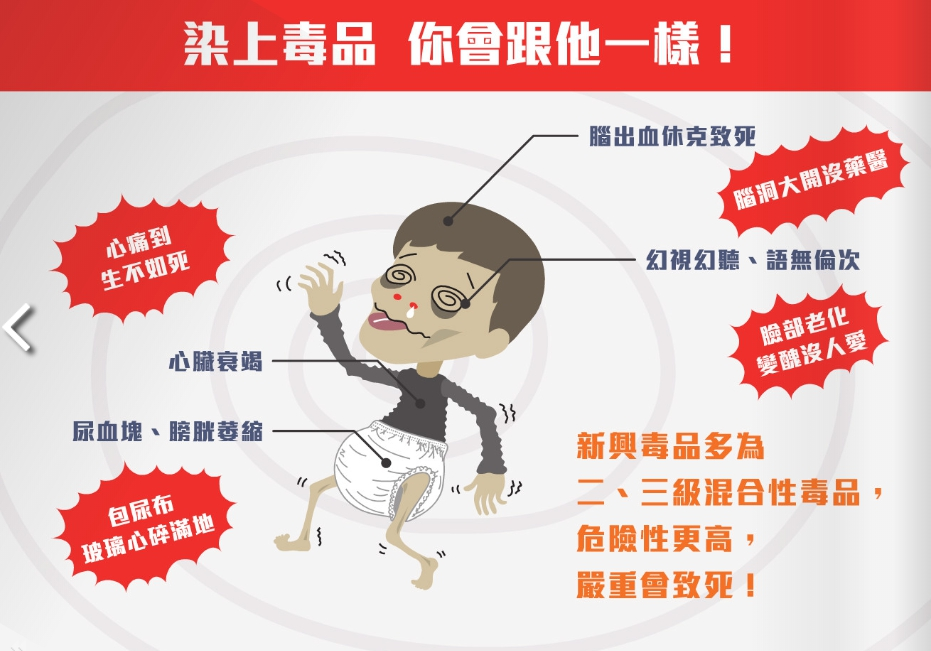 染上毒品 你會跟他一樣！
腦出血休克致死
腦洞大開沒藥醫
心痛到
生不如死
幻視幻聽、語無倫次
臉部老化
變醜沒人愛
心臟衰竭
尿血塊、膀胱萎縮
包尿布
玻璃心碎滿地
新興毒品多為
二、三級混合性毒品，
危險性更高，
嚴重會致死！